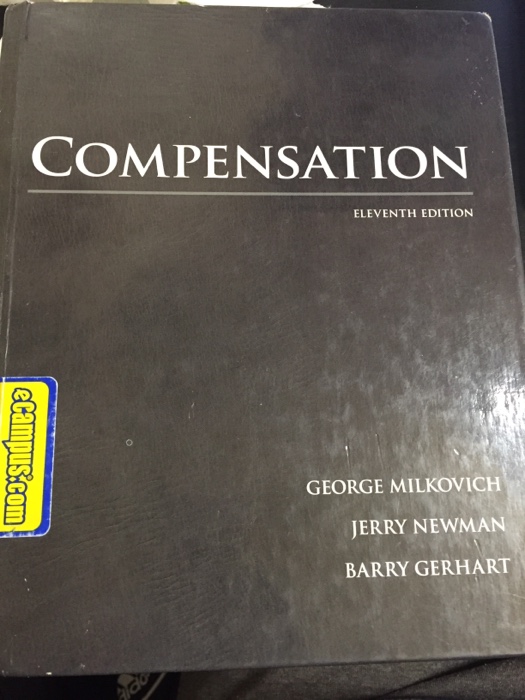 COMPENSATION
ELEVENTH EDITION
ecampus.com
GEORGE MILKOVICH
JERRY NEWMAN
BARRY GERHART